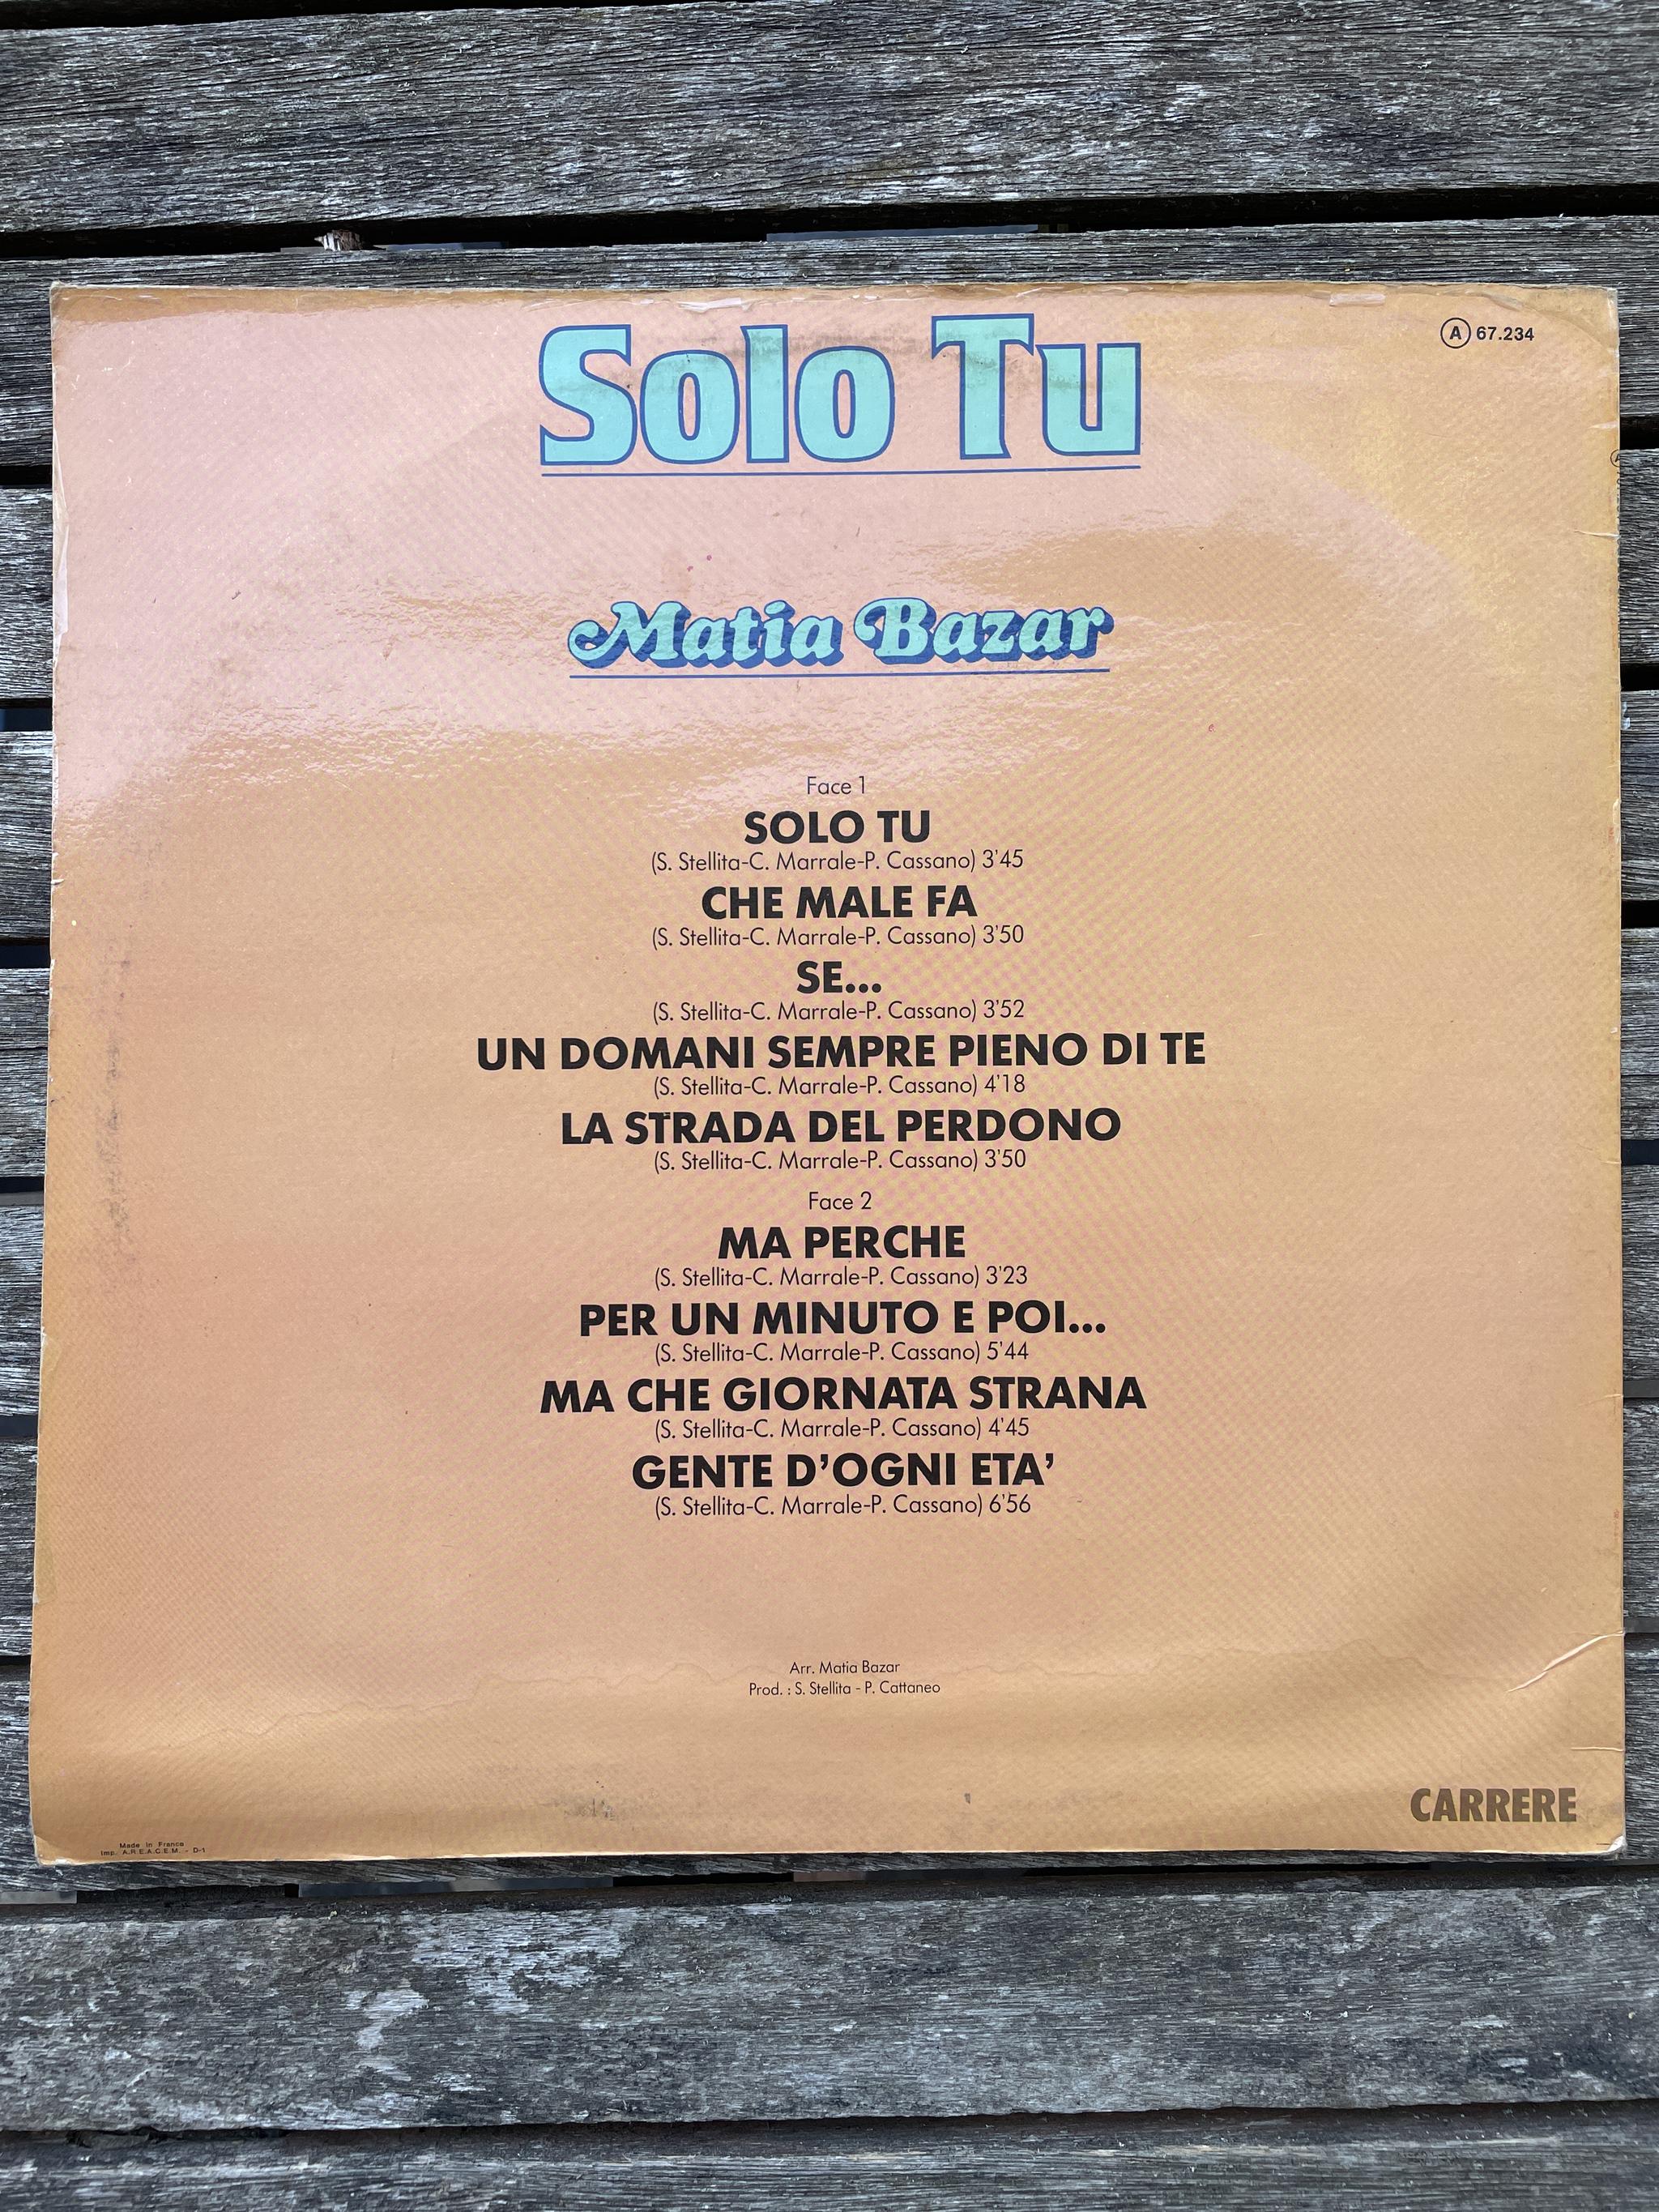 Solo Tu
Ⓐ 67.234
Matia Bazar
Face 1
SOLO TU
(S. Stellita-C. Marrale-P. Cassano) 3'45
CHE MALE FA
(S. Stellita-C. Marrale-P. Cassano) 3'50
SE...
(S. Stellita-C. Marrale-P. Cassano) 3'52
UN DOMANI SEMPRE PIENO DI TE
(S. Stellita-C. Marrale-P. Cassano) 4'18
LA STRADA DEL PERDONO
(S. Stellita-C. Marrale-P. Cassano) 3'50
Face 2
MA PERCHE
(S. Stellita-C. Marrale-P. Cassano) 3'23
PER UN MINUTO E POI...
(S. Stellita-C. Marrale-P. Cassano) 5'44
MA CHE GIORNATA STRANA
(S. Stellita-C. Marrale-P. Cassano) 4'45
GENTE D'OGNI ETA'
(S. Stellita-C. Marrale-P. Cassano) 6'56
Arr. Matia Bazar
Prod. : S. Stellita - P. Cattaneo
CARRERE
Made in France
Imp. A.R.E.A.C.E.M. - D-1